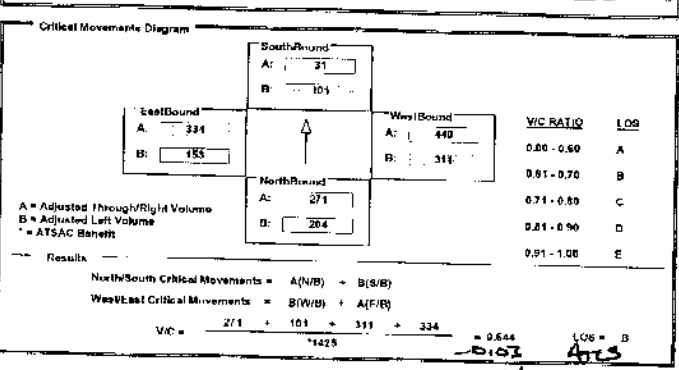 Critical Movements Diagram
SouthBound
A: 31
B: 101
EastBound
A: 334
B: 153
WestBound
A: 440
B: 311
NorthBound
A: 271
B: 204
V/C RATIO LOS
0.00 - 0.60 A
0.61 - 0.70 B
0.71 - 0.80 C
0.81 - 0.90 D
0.91 - 1.00 E
A = Adjusted Through/Right Volume
B = Adjusted Left Volume
* = ATSAC Benefit
Results
North/South Critical Movements = A(N/B) + B(S/B)
West/East Critical Movements = B(W/B) + A(E/B)
V/C = 271 + 101 + 311 + 334
*1425
= 0.644 LOS = B
-0.03